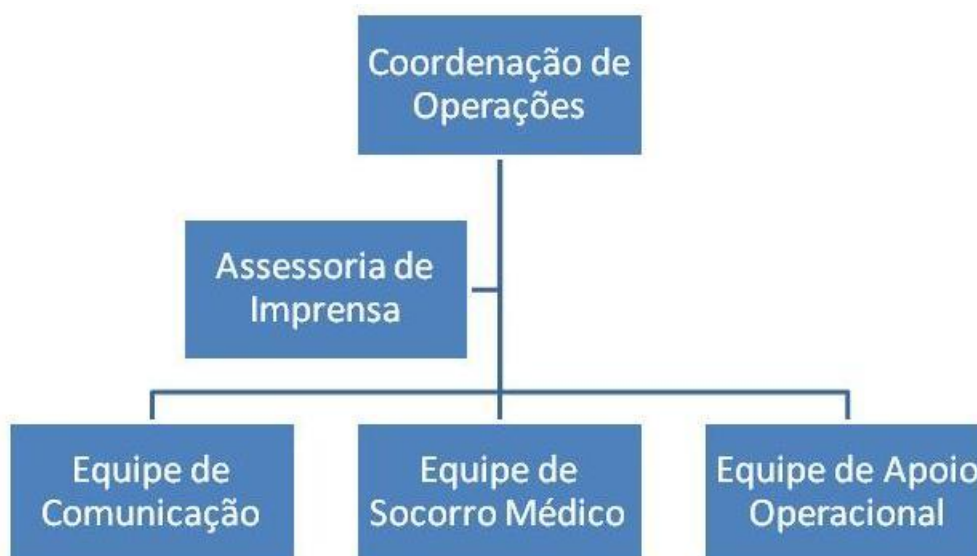 Coordenação de
Operações
Assessoria de
Imprensa
Equipe de
Comunicação
Equipe de
Socorro Médico
Equipe de Apoio
Operacional